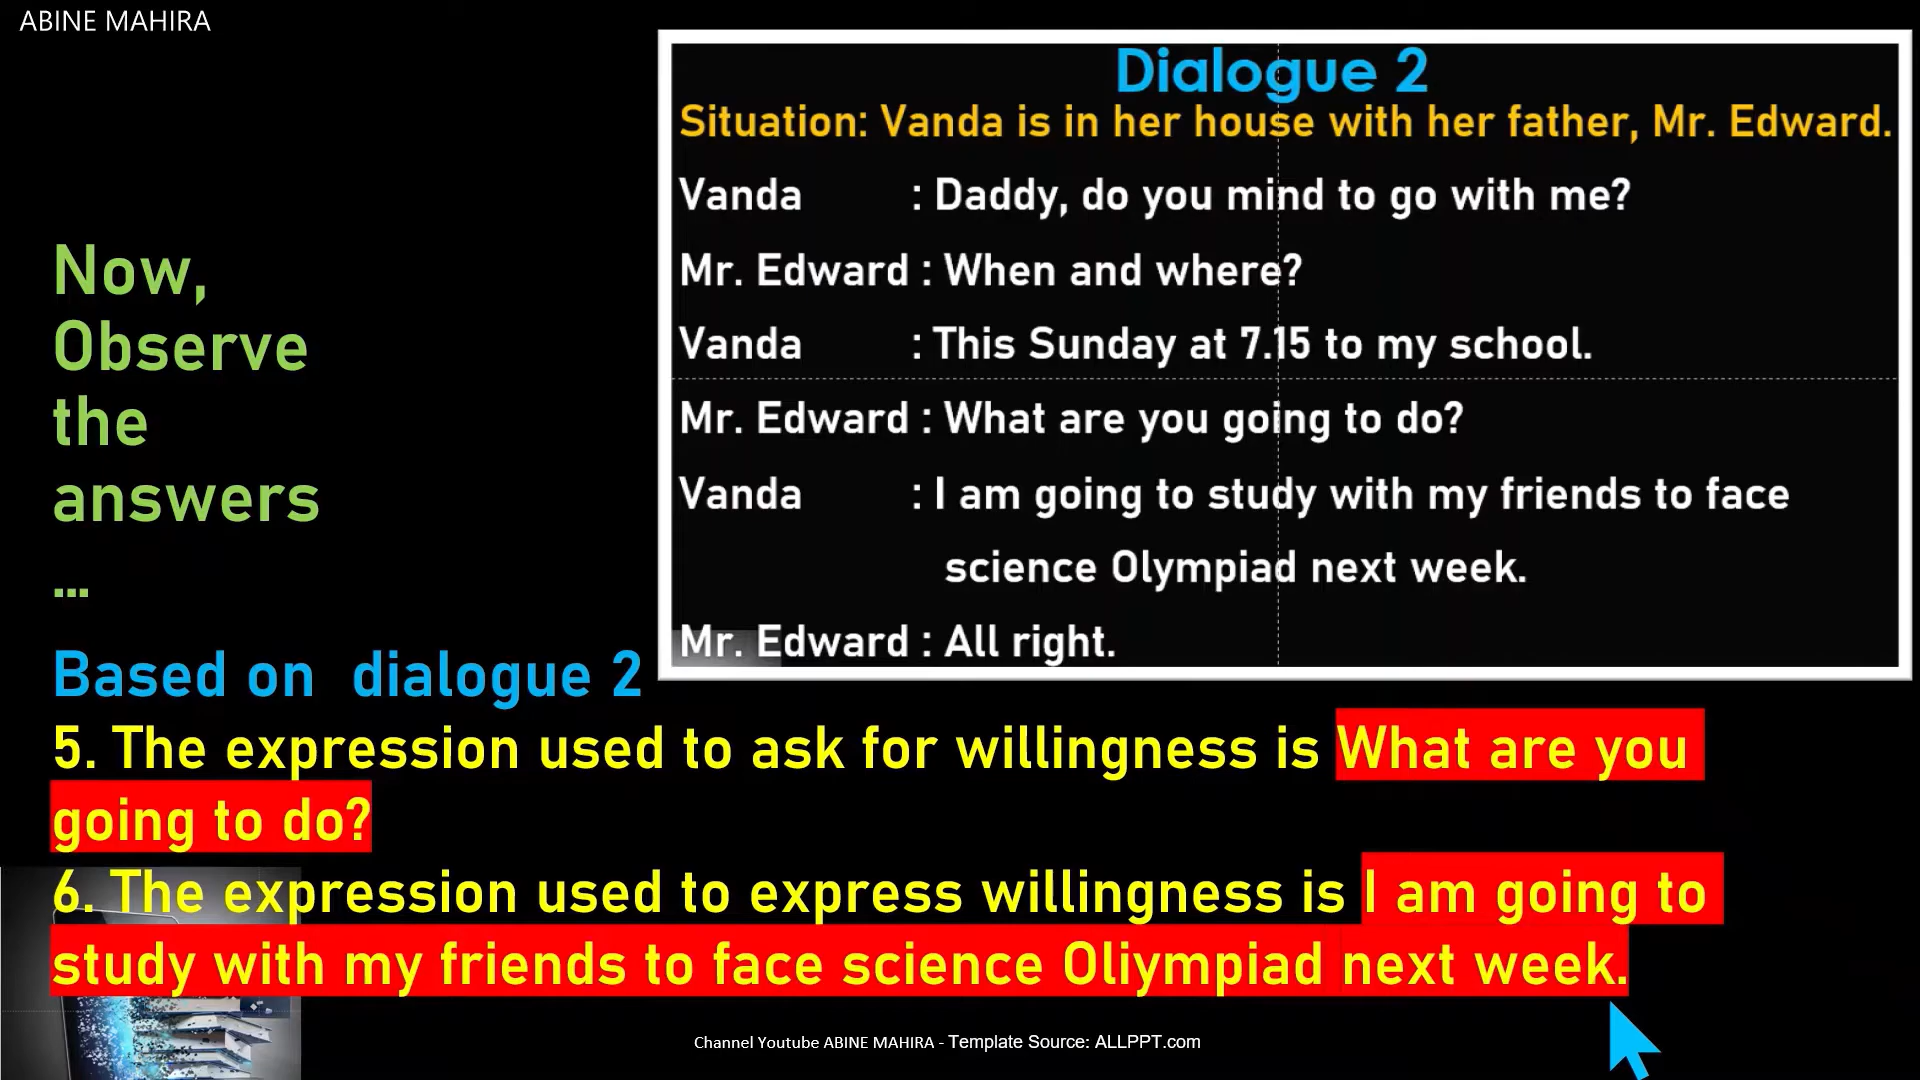 ABINE MAHIRA
Dialogue 2
Situation: Vanda is in her house with her father, Mr. Edward.
Vanda : Daddy, do you mind to go with me?
Mr. Edward : When and where?
Vanda : This Sunday at 7.15 to my school.
Mr. Edward : What are you going to do?
Vanda : I am going to study with my friends to face
science Olympiad next week.
Mr. Edward : All right.
Now,
Observe
the
answers
...
Based on dialogue 2
5. The expression used to ask for willingness is What are you
going to do?
6. The expression used to express willingness is I am going to
study with my friends to face science Oliympiad next week.
Channel Youtube ABINE MAHIRA - Template Source: ALLPPT.com